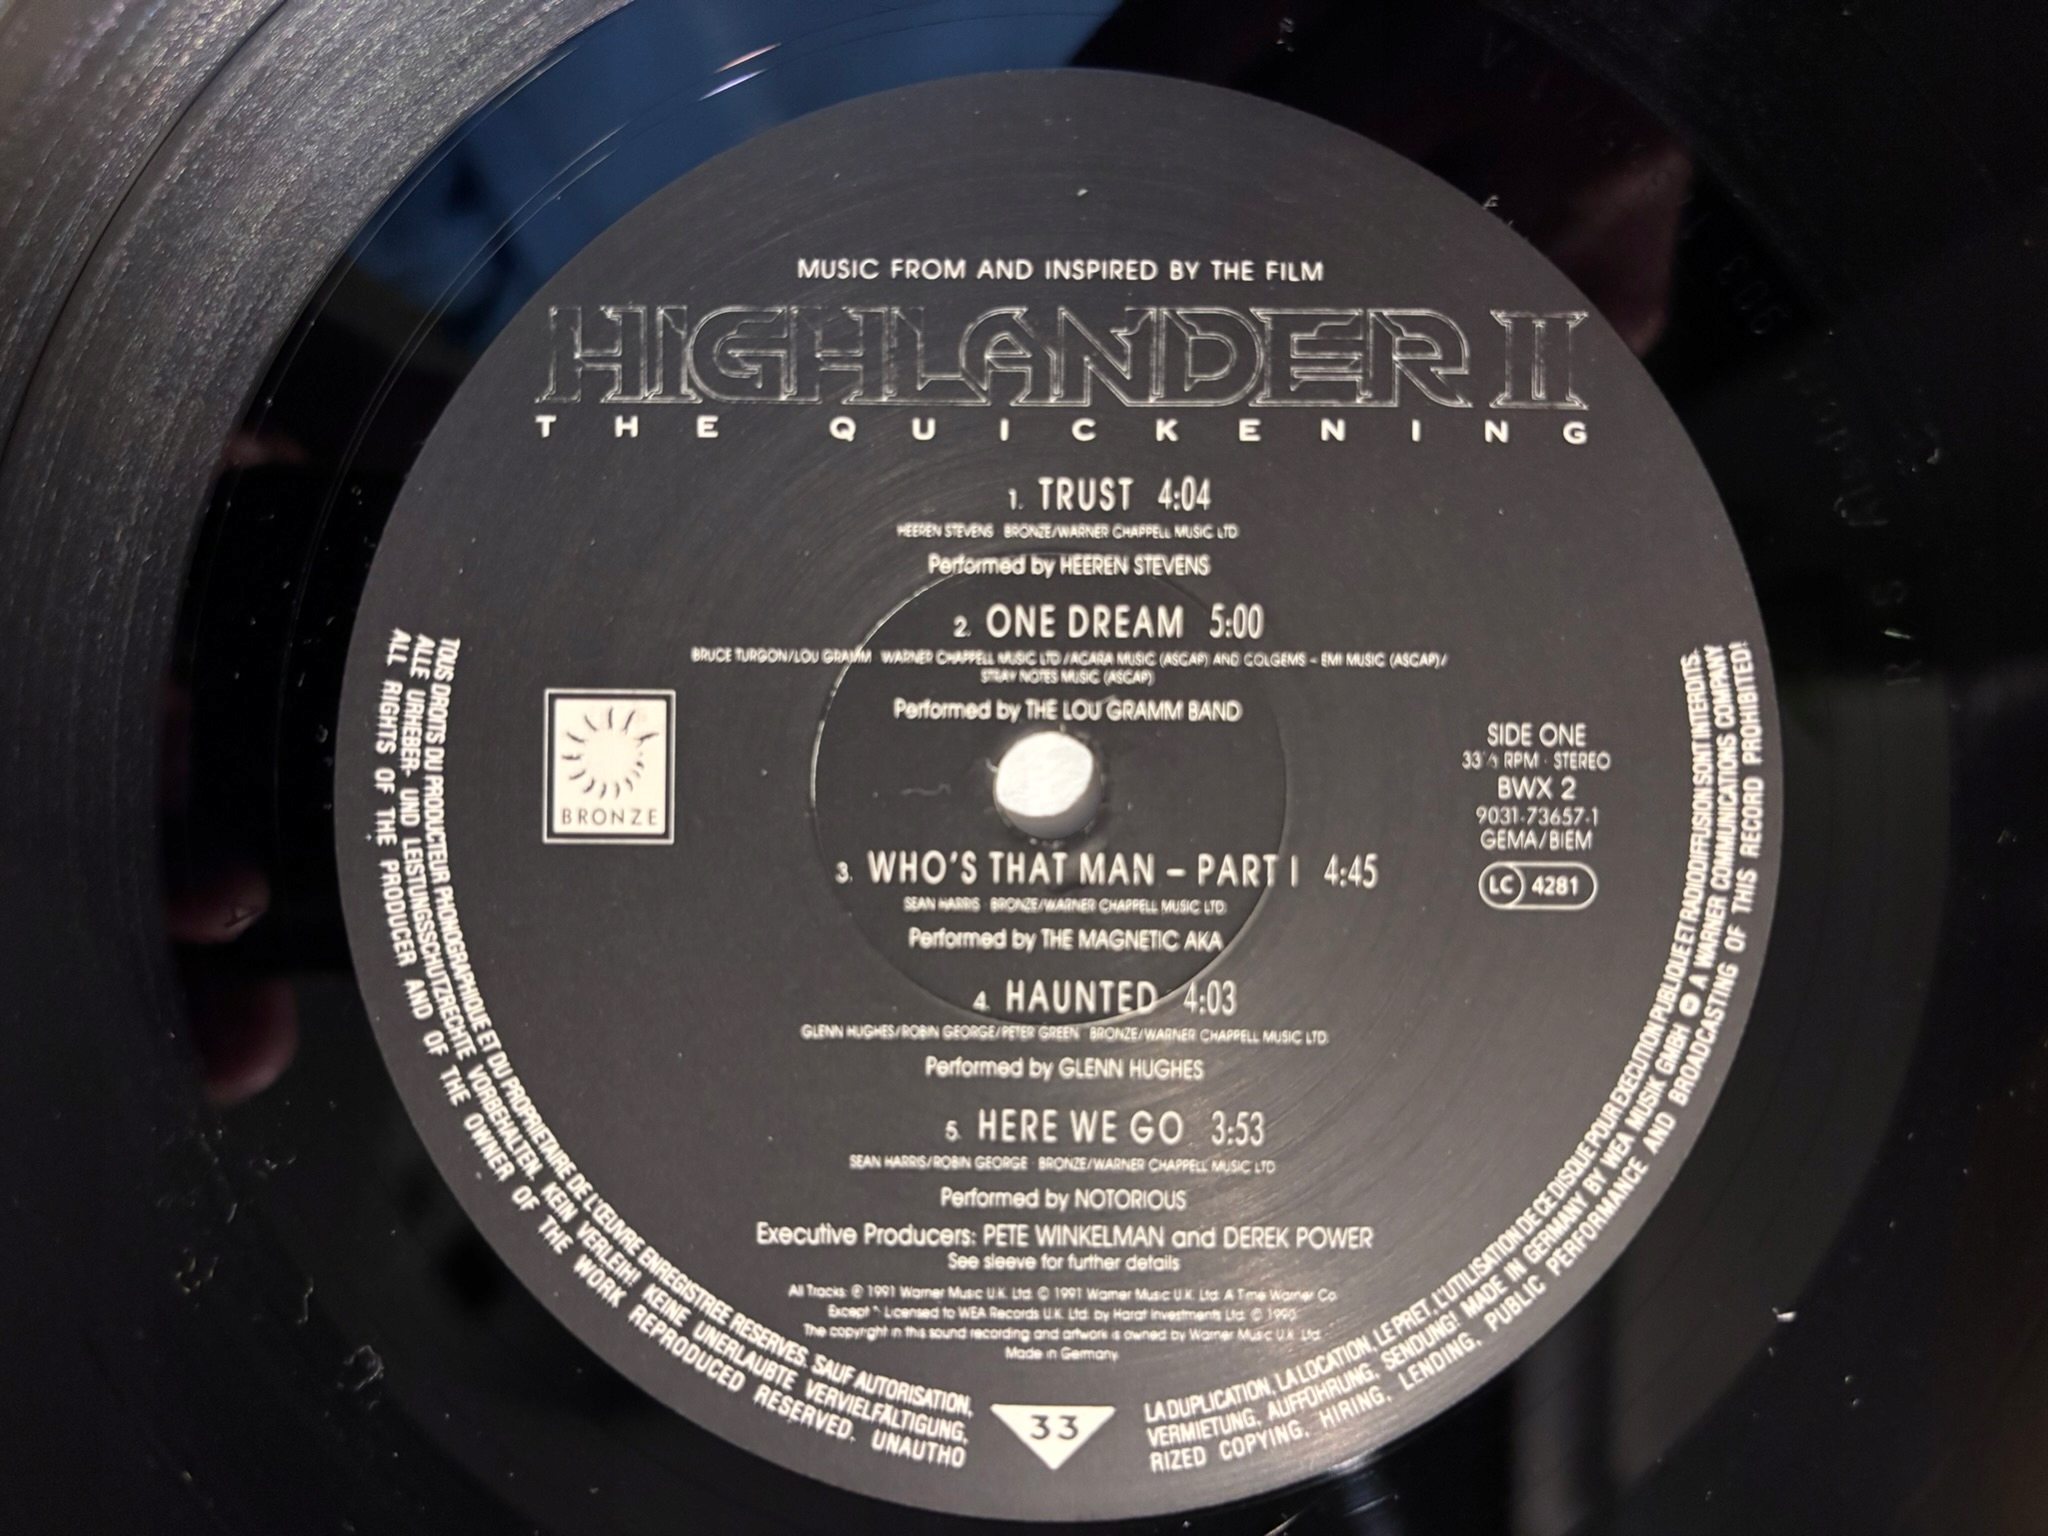 MUSIC FROM AND INSPIRED BY THE FILM
HIGHLANDER II
THE QUICKENING
1. TRUST 4:04
HEEREN STEVENS BRONZE/WARNER CHAPPELL MUSIC LTD
Performed by HEEREN STEVENS
2. ONE DREAM 5:00
BRUCE TURGON/LOU GRAMM WARNER CHAPPELL MUSIC LTD /ACARA MUSIC (ASCAP) AND COLGEMS – EMI MUSIC (ASCAP)/
STRAY NOTES MUSIC (ASCAP)
Performed by THE LOU GRAMM BAND
BRONZE
SIDE ONE
33⅓ RPM · STEREO
BWX 2
9031-73657-1
GEMA/BIEM
LC 4281
3. WHO'S THAT MAN – PART I 4:45
SEAN HARRIS · BRONZE/WARNER CHAPPELL MUSIC LTD
Performed by THE MAGNETIC AKA
4. HAUNTED 4:03
GLENN HUGHES/ROBIN GEORGE/PETER GREEN BRONZE/WARNER CHAPPELL MUSIC LTD
Performed by GLENN HUGHES
5. HERE WE GO 3:53
SEAN HARRIS/ROBIN GEORGE · BRONZE/WARNER CHAPPELL MUSIC LTD
Performed by NOTORIOUS
Executive Producers: PETE WINKELMAN and DEREK POWER
See sleeve for further details
All Tracks: ℗ 1991 Warner Music U.K. Ltd. © 1991 Warner Music U.K. Ltd. A Time Warner Co
Except *: Licensed to WEA Records U.K. Ltd. by Harat Investments Ltd. © 1990
The copyright in this sound recording and artwork is owned by Warner Music U.K. Ltd.
Made in Germany
TOUS DROITS DU PRODUCTEUR PHONOGRAPHIQUE ET DU PROPRIETAIRE DE L'ŒUVRE ENREGISTREE RESERVES. SAUF AUTORISATION,
LA DUPLICATION, LA LOCATION, LE PRET, L'UTILISATION DE CE DISQUE POUR EXECUTION PUBLIQUE ET RADIODIFFUSION SONT INTERDITS.
ALLE URHEBER- UND LEISTUNGSSCHUTZRECHTE VORBEHALTEN. KEIN VERLEIH! KEINE UNERLAUBTE VERVIELFÄLTIGUNG,
VERMIETUNG, AUFFÜHRUNG, SENDUNG! MADE IN GERMANY BY WEA MUSIK GMBH A WARNER COMMUNICATIONS COMPANY
ALL RIGHTS OF THE PRODUCER AND OF THE OWNER OF THE WORK REPRODUCED RESERVED. UNAUTHO
RIZED COPYING, HIRING, LENDING, PUBLIC PERFORMANCE AND BROADCASTING OF THIS RECORD PROHIBITED!
33